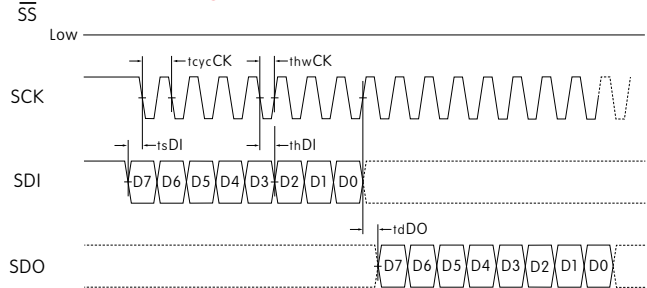 SS
Low
tcycCK
thwCK
SCK
tsDI
thDI
SDI
D7 D6 D5 D4 D3 D2 D1 D0
tdDO
SDO
D7 D6 D5 D4 D3 D2 D1 D0